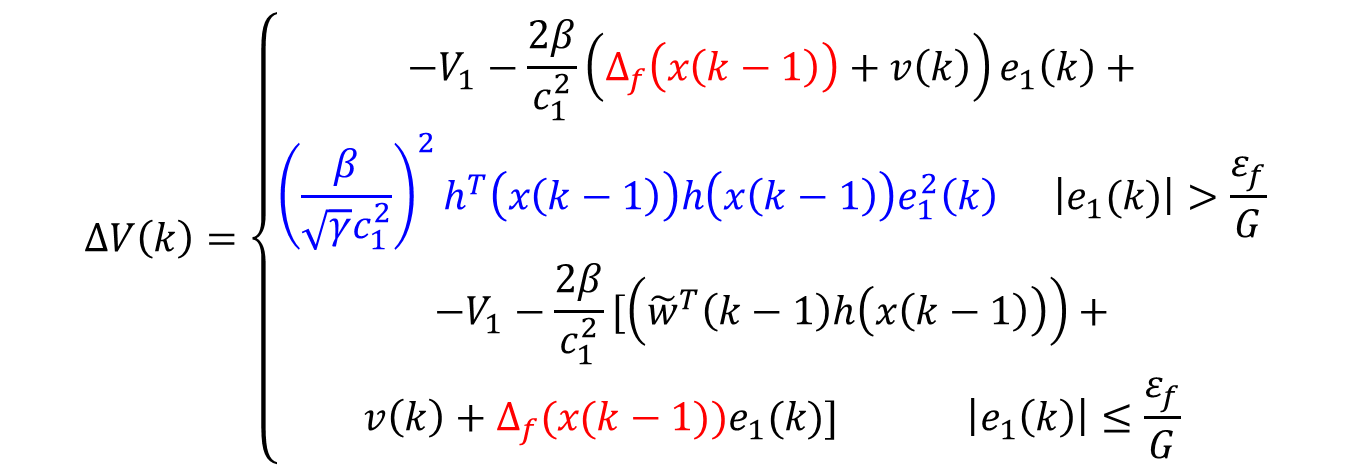 −V₁ − 2β/c₁² (Δ_f(x(k − 1)) + v(k)) e₁(k) +
(β/(√γ c₁²))² hᵀ(x(k − 1))h(x(k − 1))e₁²(k)   |e₁(k)| > ε_f/G
ΔV(k) = {
−V₁ − 2β/c₁² [(w̃ᵀ(k − 1)h(x(k − 1))) +
v(k) + Δ_f(x(k − 1))e₁(k)]   |e₁(k)| ≤ ε_f/G